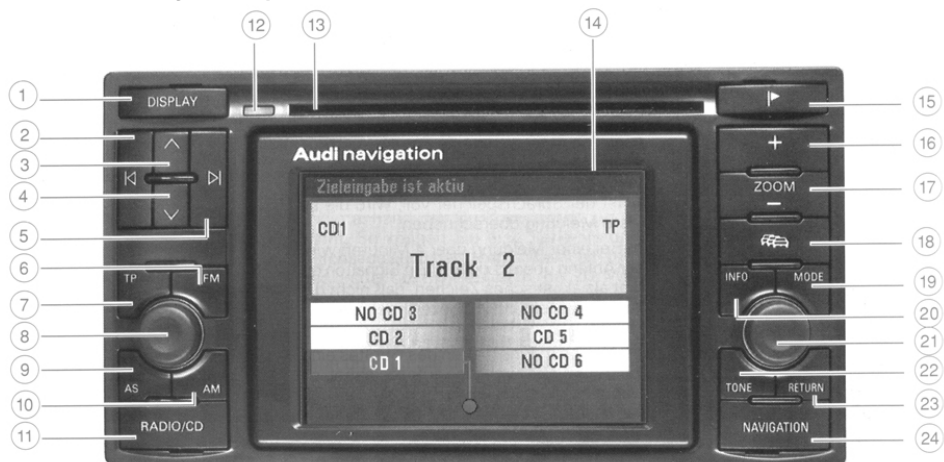 12 13 14
1 DISPLAY 15
2 + 16
3 Audi navigation
ZOOM 17
4 Zieleingabe ist aktiv
−
5 CD1 TP 18
6 Track 2
TP FM INFO MODE 19
7 20
NO CD 3 NO CD 4
8 CD 2 CD 5 21
9 CD 1 NO CD 6 22
AS AM TONE RETURN
10 23
11 RADIO/CD NAVIGATION 24